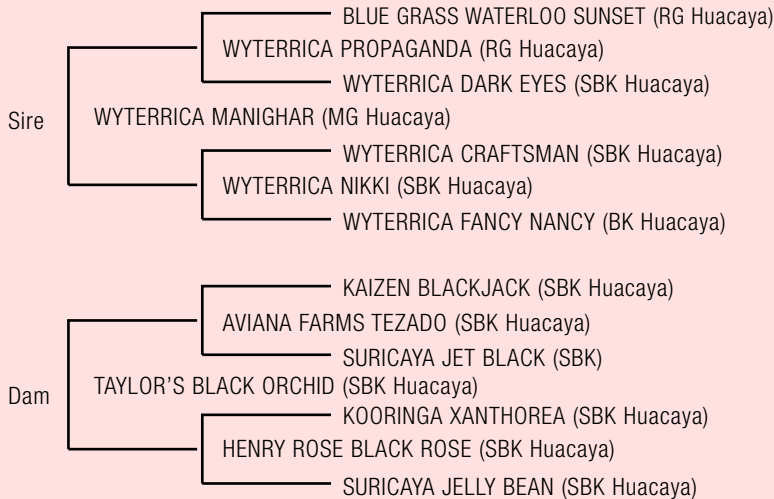 BLUE GRASS WATERLOO SUNSET (RG Huacaya)
WYTERRICA PROPAGANDA (RG Huacaya)
WYTERRICA DARK EYES (SBK Huacaya)
Sire
WYTERRICA MANIGHAR (MG Huacaya)
WYTERRICA CRAFTSMAN (SBK Huacaya)
WYTERRICA NIKKI (SBK Huacaya)
WYTERRICA FANCY NANCY (BK Huacaya)
KAIZEN BLACKJACK (SBK Huacaya)
AVIANA FARMS TEZADO (SBK Huacaya)
SURICAYA JET BLACK (SBK)
Dam
TAYLOR'S BLACK ORCHID (SBK Huacaya)
KOORINGA XANTHOREA (SBK Huacaya)
HENRY ROSE BLACK ROSE (SBK Huacaya)
SURICAYA JELLY BEAN (SBK Huacaya)